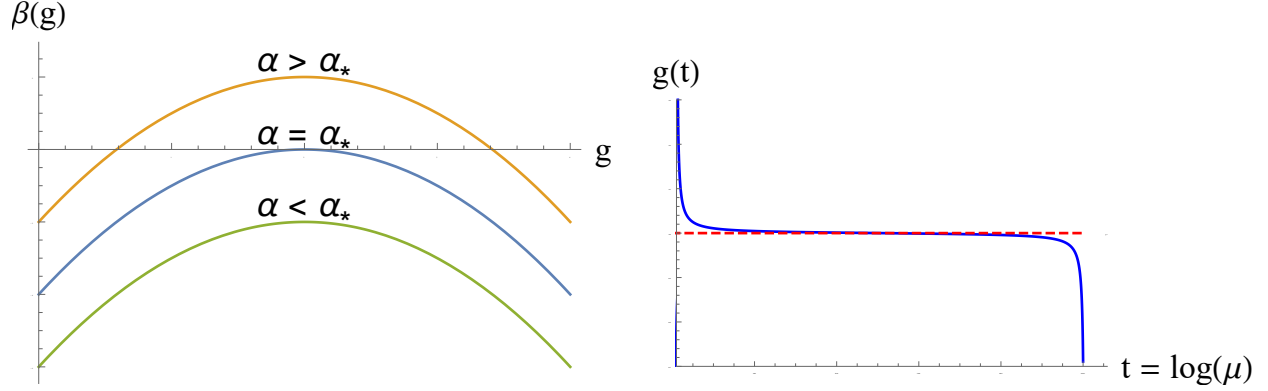 β(g)
α > α*
α = α*
α < α*
g
g(t)
t = log(μ)